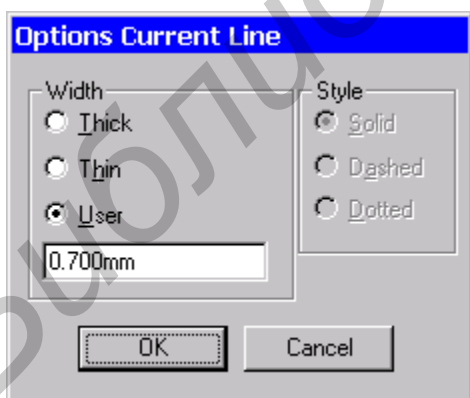 Options Current Line
Width
Thick
Thin
User
0.700mm
Style
Solid
Dashed
Dotted
OK
Cancel